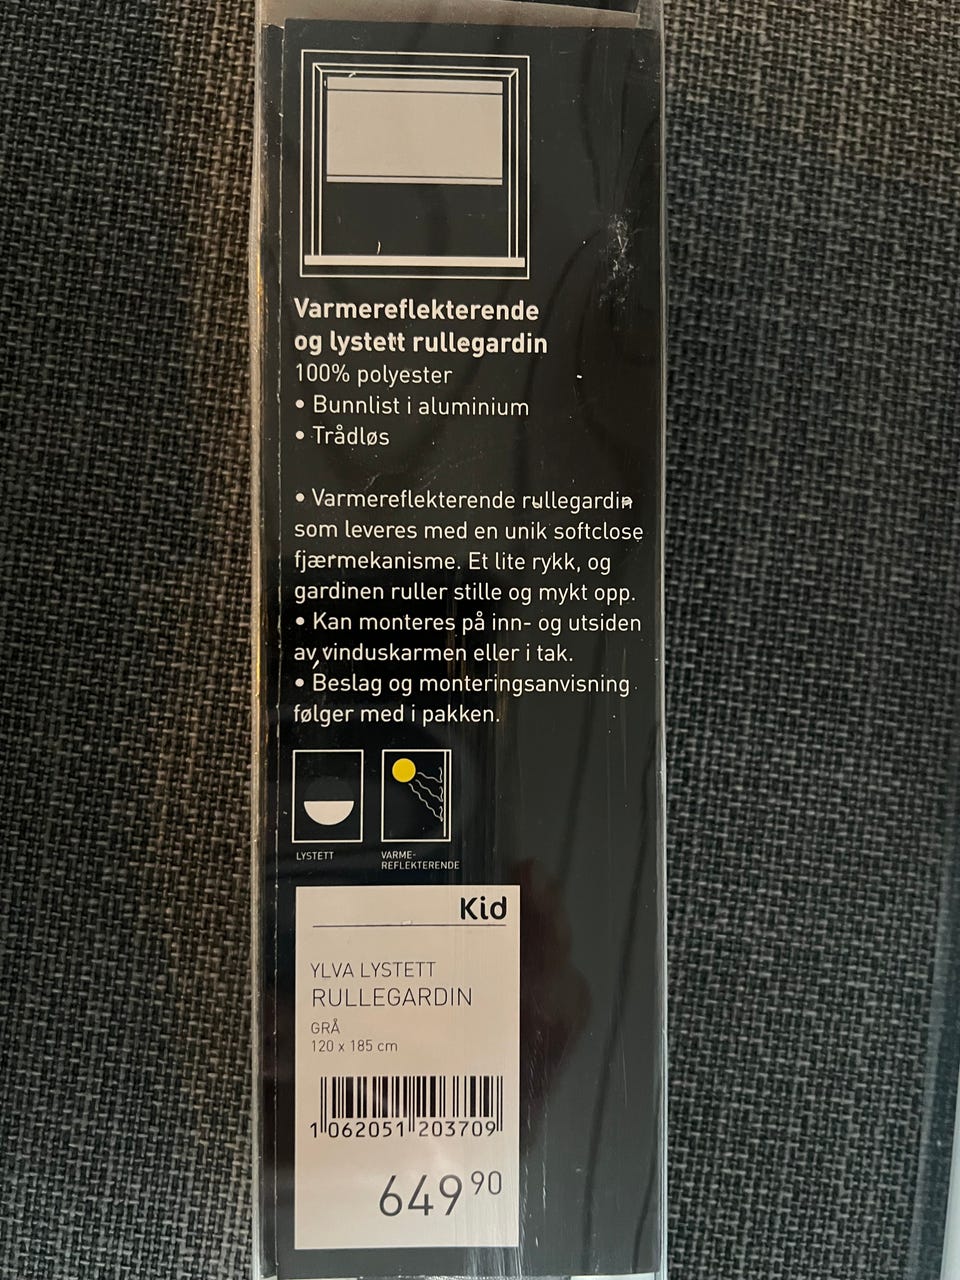 Varmereflekterende
og lystett rullegardin
100% polyester
• Bunnlist i aluminium
• Trådløs
• Varmereflekterende rullegardin
som leveres med en unik softclose
fjærmekanisme. Et lite rykk, og
gardinen ruller stille og mykt opp.
• Kan monteres på inn- og utsiden
av vinduskarmen eller i tak.
• Beslag og monteringsanvisning
følger med i pakken.
LYSTETT
VARME-
REFLEKTERENDE
Kid
YLVA LYSTETT
RULLEGARDIN
GRÅ
120 x 185 cm
1 062051 203709
649 90